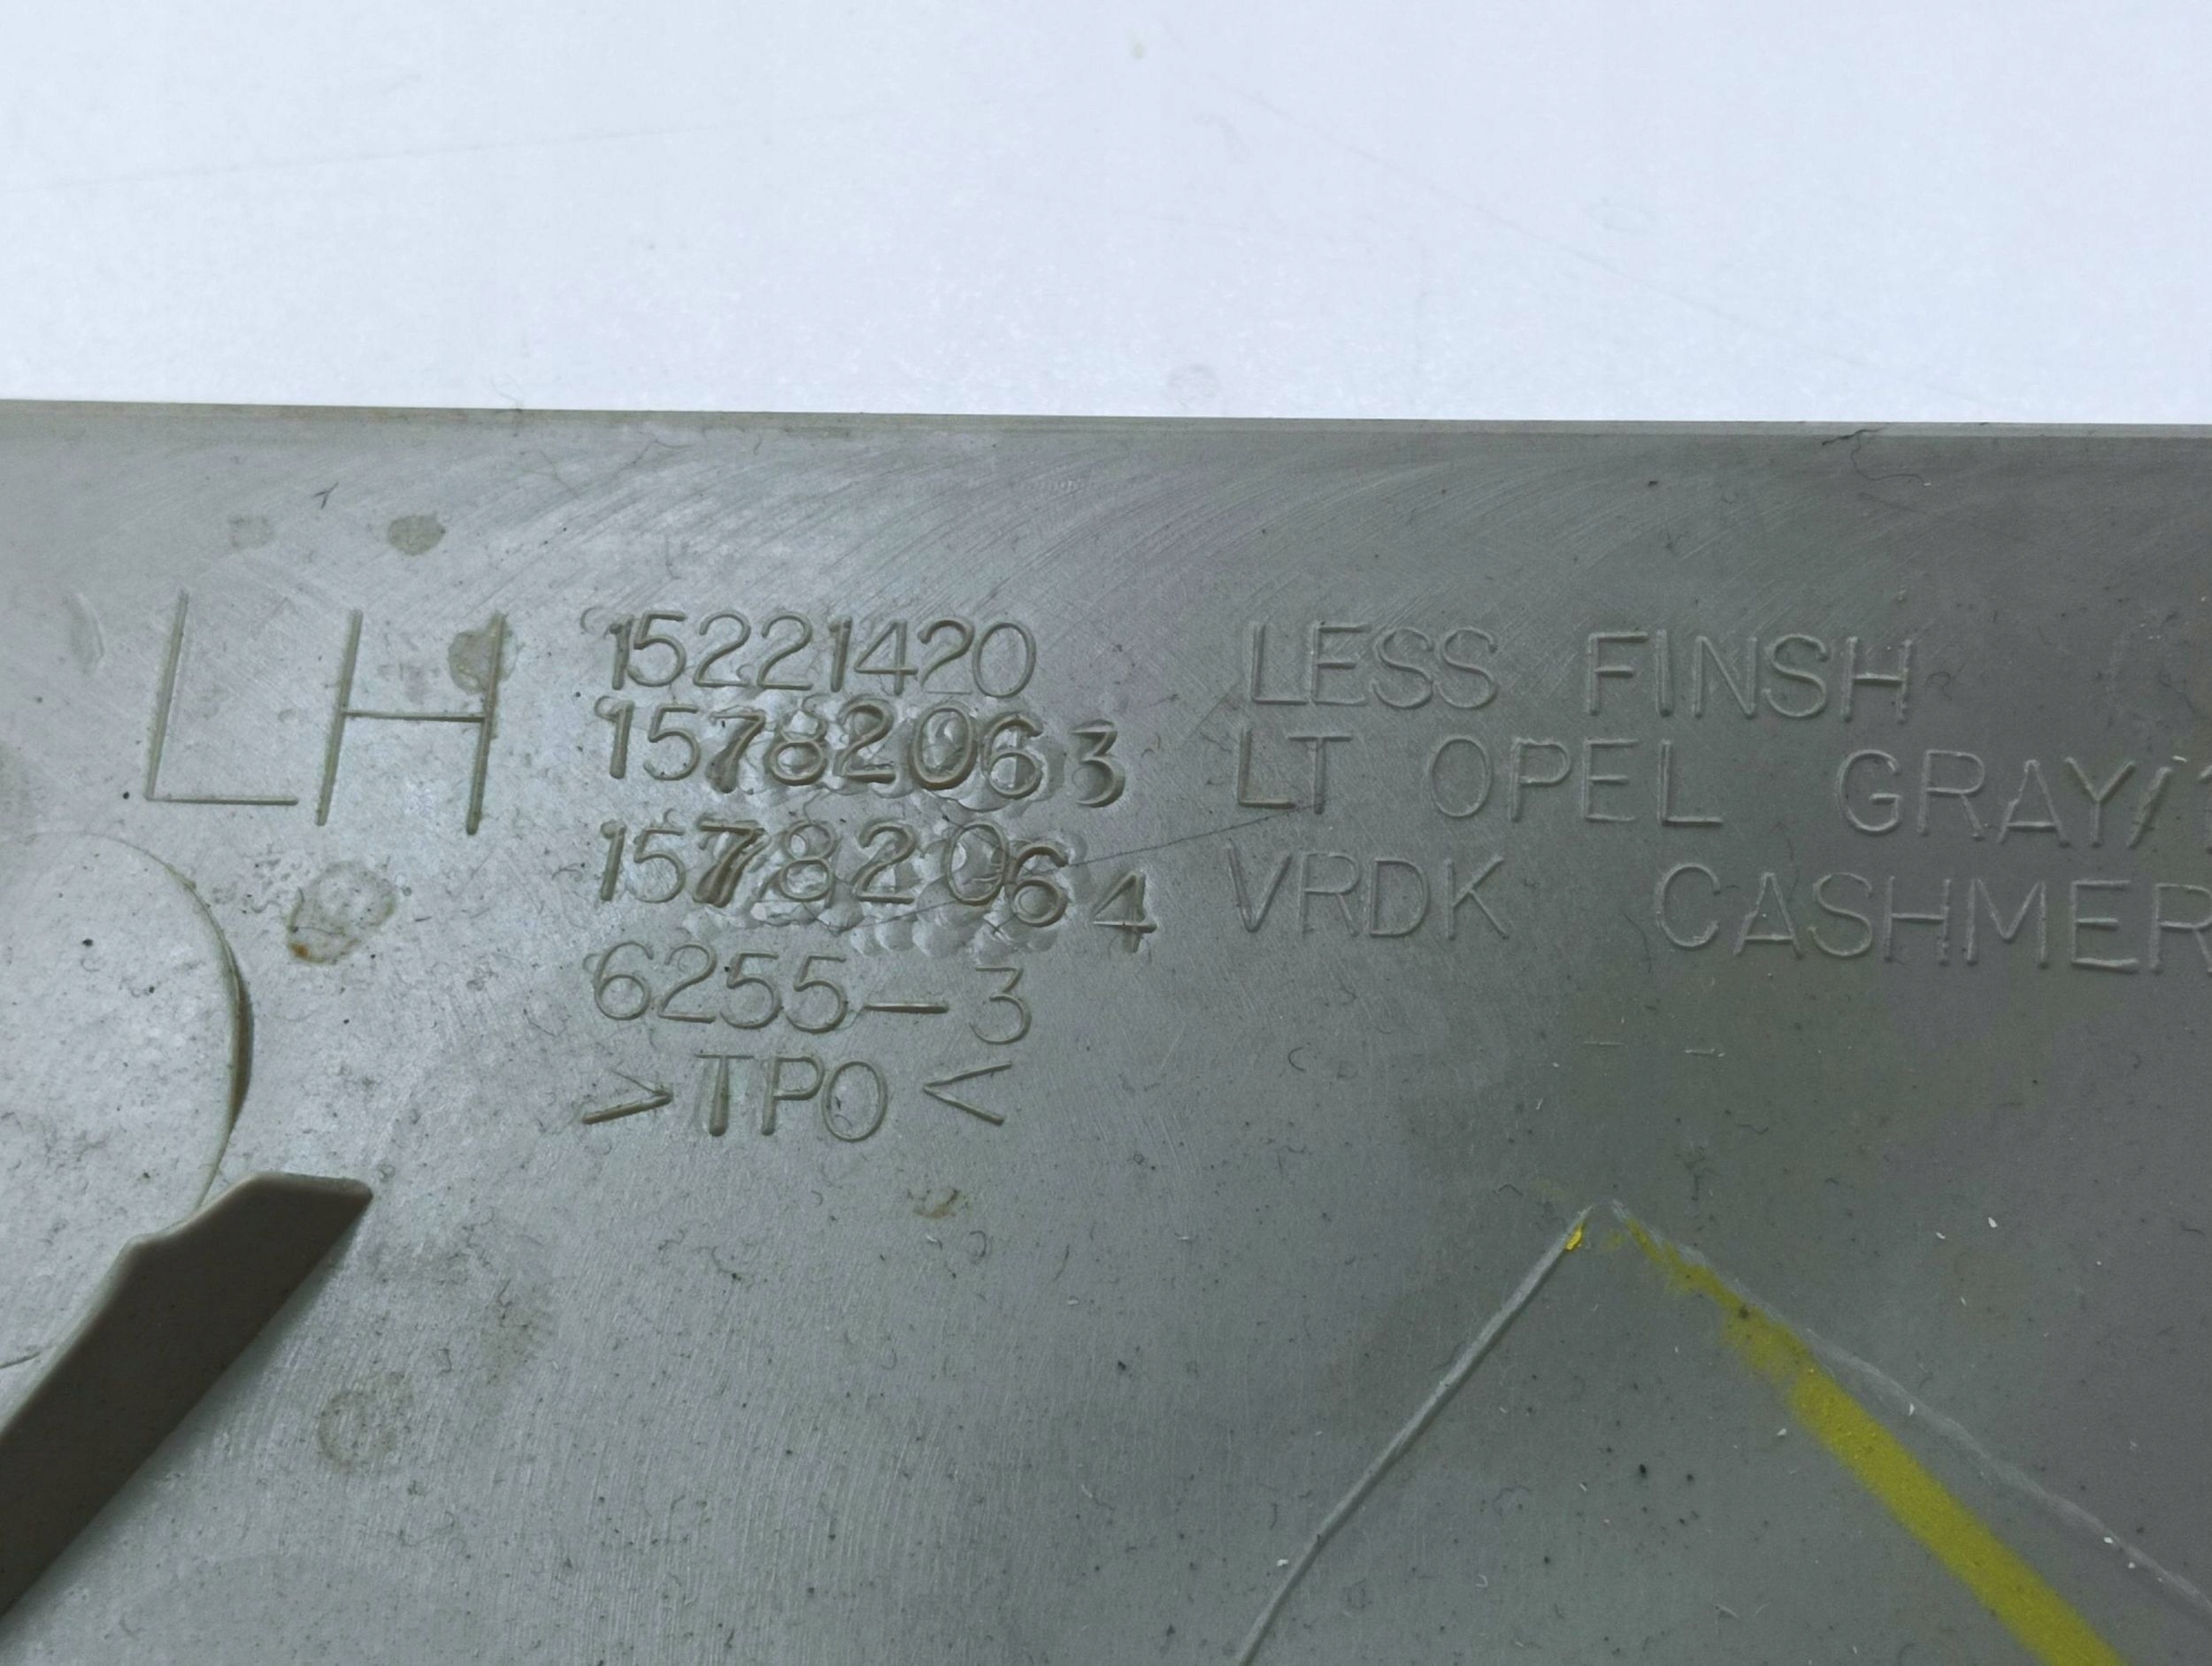 LH
15221420 LESS FINSH
15782063 LT OPEL GRAY/
15782064 VRDK CASHMER
6255-3
>TPO<